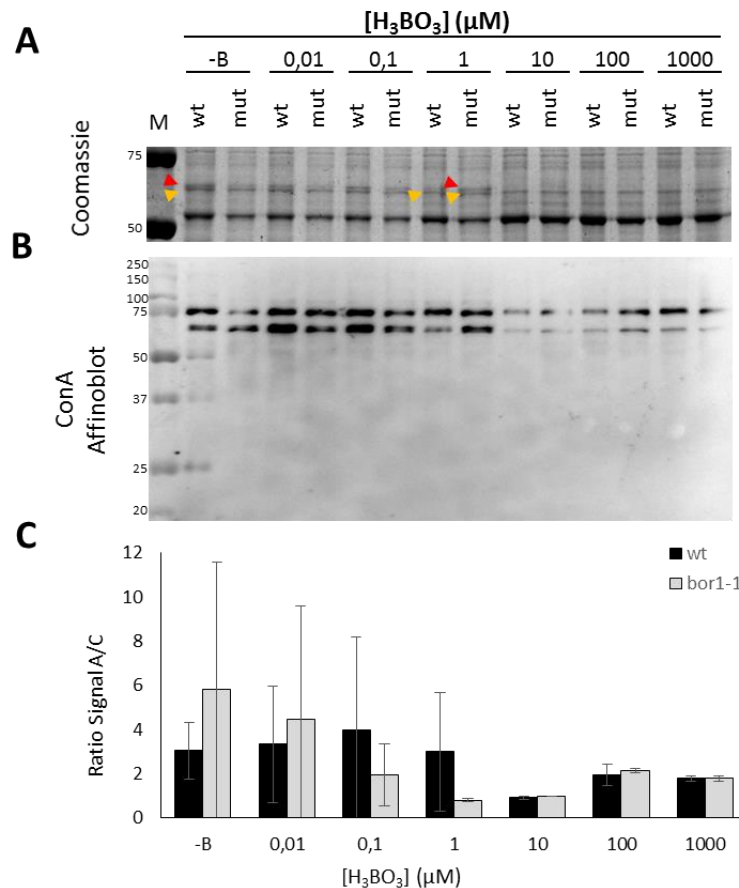 A
[H₃BO₃] (µM)
-B 0,01 0,1 1 10 100 1000
M wt mut wt mut wt mut wt mut wt mut wt mut wt mut
Coomassie
75
50
B
ConA
Affinoblot
250
150
100
75
50
37
25
20
C
Ratio Signal A/C
12
10
8
6
4
2
0
wt
bor1-1
-B 0,01 0,1 1 10 100 1000
[H₃BO₃] (µM)